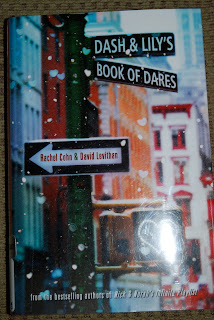 DASH & LILY'S
BOOK OF DARES
Rachel Cohn & David Levithan
from the bestselling authors of Nick & Norah's Infinite Playlist